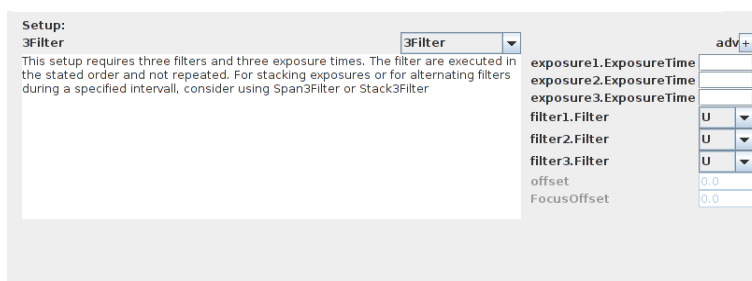 Setup:
3Filter 3Filter adv +
This setup requires three filters and three exposure times. The filter are executed in
the stated order and not repeated. For stacking exposures or for alternating filters
during a specified intervall, consider using Span3Filter or Stack3Filter
exposure1.ExposureTime
exposure2.ExposureTime
exposure3.ExposureTime
filter1.Filter U
filter2.Filter U
filter3.Filter U
offset 0.0
FocusOffset 0.0